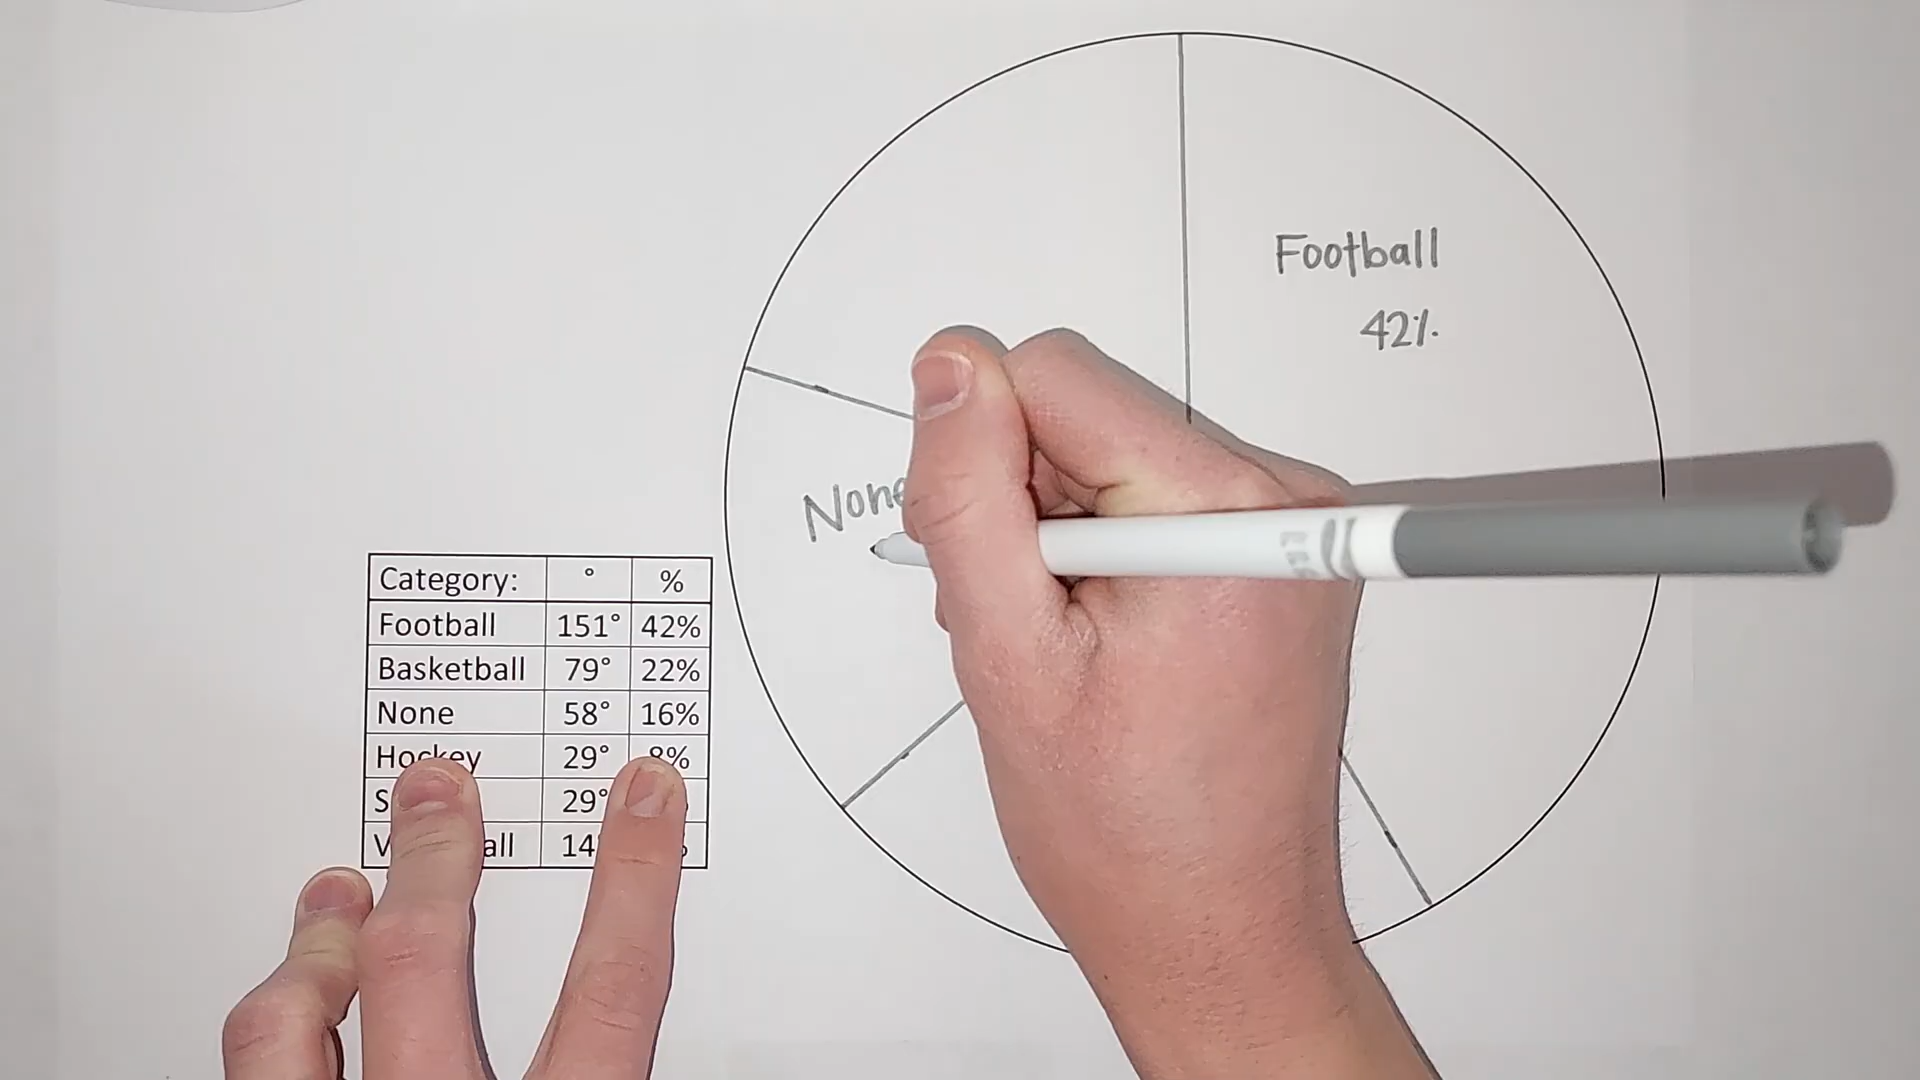 Football
42%
None
Category: ° %
Football 151° 42%
Basketball 79° 22%
None 58° 16%
Hockey 29° 8%
29°